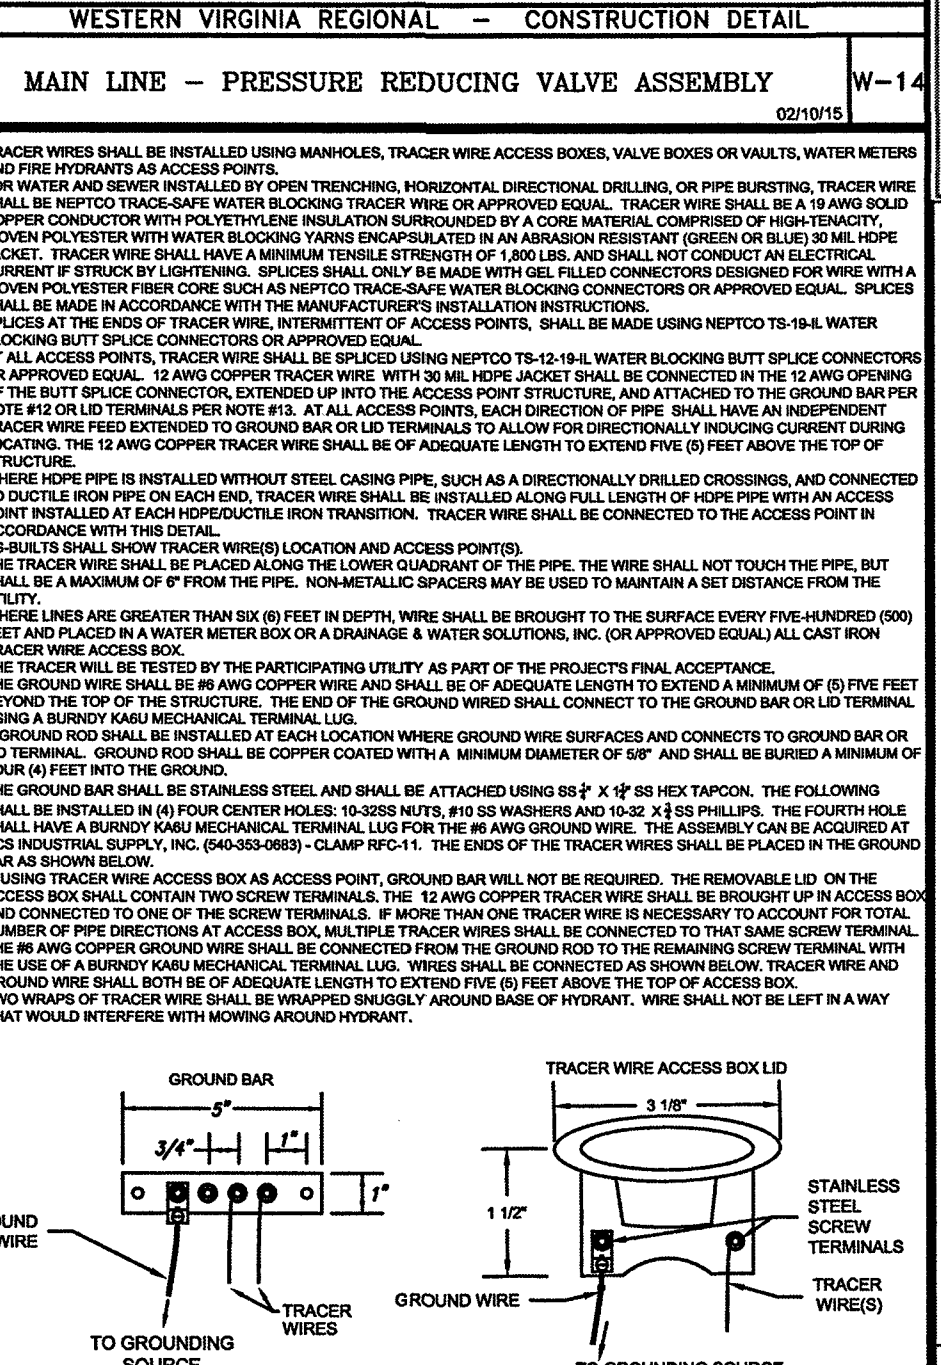 WESTERN VIRGINIA REGIONAL – CONSTRUCTION DETAIL
MAIN LINE – PRESSURE REDUCING VALVE ASSEMBLY
W-14
02/10/15
RACER WIRES SHALL BE INSTALLED USING MANHOLES, TRACER WIRE ACCESS BOXES, VALVE BOXES OR VAULTS, WATER METERS
ND FIRE HYDRANTS AS ACCESS POINTS.
OR WATER AND SEWER INSTALLED BY OPEN TRENCHING, HORIZONTAL DIRECTIONAL DRILLING, OR PIPE BURSTING, TRACER WIRE
HALL BE NEPTCO TRACE-SAFE WATER BLOCKING TRACER WIRE OR APPROVED EQUAL. TRACER WIRE SHALL BE A 19 AWG SOLID
OPPER CONDUCTOR WITH POLYETHYLENE INSULATION SURROUNDED BY A CORE MATERIAL COMPRISED OF HIGH-TENACITY,
OVEN POLYESTER WITH WATER BLOCKING YARNS ENCAPSULATED IN AN ABRASION RESISTANT (GREEN OR BLUE) 30 MIL HDPE
CKET. TRACER WIRE SHALL HAVE A MINIMUM TENSILE STRENGTH OF 1,800 LBS. AND SHALL NOT CONDUCT AN ELECTRICAL
URRENT IF STRUCK BY LIGHTENING. SPLICES SHALL ONLY BE MADE WITH GEL FILLED CONNECTORS DESIGNED FOR WIRE WITH A
OVEN POLYESTER FIBER CORE SUCH AS NEPTCO TRACE-SAFE WATER BLOCKING CONNECTORS OR APPROVED EQUAL. SPLICES
HALL BE MADE IN ACCORDANCE WITH THE MANUFACTURER'S INSTALLATION INSTRUCTIONS.
PLICES AT THE ENDS OF TRACER WIRE, INTERMITTENT OF ACCESS POINTS, SHALL BE MADE USING NEPTCO TS-19-IL WATER
LOCKING BUTT SPLICE CONNECTORS OR APPROVED EQUAL.
T ALL ACCESS POINTS, TRACER WIRE SHALL BE SPLICED USING NEPTCO TS-12-19-IL WATER BLOCKING BUTT SPLICE CONNECTORS
R APPROVED EQUAL. 12 AWG COPPER TRACER WIRE WITH 30 MIL HDPE JACKET SHALL BE CONNECTED IN THE 12 AWG OPENING
F THE BUTT SPLICE CONNECTOR, EXTENDED UP INTO THE ACCESS POINT STRUCTURE, AND ATTACHED TO THE GROUND BAR PER
OTE #12 OR LID TERMINALS PER NOTE #13. AT ALL ACCESS POINTS, EACH DIRECTION OF PIPE SHALL HAVE AN INDEPENDENT
RACER WIRE FEED EXTENDED TO GROUND BAR OR LID TERMINALS TO ALLOW FOR DIRECTIONALLY INDUCING CURRENT DURING
OCATING. THE 12 AWG COPPER TRACER WIRE SHALL BE OF ADEQUATE LENGTH TO EXTEND FIVE (5) FEET ABOVE THE TOP OF
TRUCTURE.
HERE HDPE PIPE IS INSTALLED WITHOUT STEEL CASING PIPE, SUCH AS A DIRECTIONALLY DRILLED CROSSINGS, AND CONNECTED
O DUCTILE IRON PIPE ON EACH END, TRACER WIRE SHALL BE INSTALLED ALONG FULL LENGTH OF HDPE PIPE WITH AN ACCESS
OINT INSTALLED AT EACH HDPE/DUCTILE IRON TRANSITION. TRACER WIRE SHALL BE CONNECTED TO THE ACCESS POINT IN
CCORDANCE WITH THIS DETAIL.
S-BUILTS SHALL SHOW TRACER WIRE(S) LOCATION AND ACCESS POINT(S).
HE TRACER WIRE SHALL BE PLACED ALONG THE LOWER QUADRANT OF THE PIPE. THE WIRE SHALL NOT TOUCH THE PIPE, BUT
HALL BE A MAXIMUM OF 6" FROM THE PIPE. NON-METALLIC SPACERS MAY BE USED TO MAINTAIN A SET DISTANCE FROM THE
TILITY.
HERE LINES ARE GREATER THAN SIX (6) FEET IN DEPTH, WIRE SHALL BE BROUGHT TO THE SURFACE EVERY FIVE-HUNDRED (500)
EET AND PLACED IN A WATER METER BOX OR A DRAINAGE & WATER SOLUTIONS, INC. (OR APPROVED EQUAL) ALL CAST IRON
RACER WIRE ACCESS BOX.
HE TRACER WILL BE TESTED BY THE PARTICIPATING UTILITY AS PART OF THE PROJECT'S FINAL ACCEPTANCE.
HE GROUND WIRE SHALL BE #6 AWG COPPER WIRE AND SHALL BE OF ADEQUATE LENGTH TO EXTEND A MINIMUM OF (5) FIVE FEET
EYOND THE TOP OF THE STRUCTURE. THE END OF THE GROUND WIRED SHALL CONNECT TO THE GROUND BAR OR LID TERMINAL
SING A BURNDY KA6U MECHANICAL TERMINAL LUG.
GROUND ROD SHALL BE INSTALLED AT EACH LOCATION WHERE GROUND WIRE SURFACES AND CONNECTS TO GROUND BAR OR
D TERMINAL. GROUND ROD SHALL BE COPPER COATED WITH A MINIMUM DIAMETER OF 5/8" AND SHALL BE BURIED A MINIMUM OF
OUR (4) FEET INTO THE GROUND.
HE GROUND BAR SHALL BE STAINLESS STEEL AND SHALL BE ATTACHED USING SS X SS HEX TAPCON. THE FOLLOWING
HALL BE INSTALLED IN (4) FOUR CENTER HOLES: 10-32SS NUTS, #10 SS WASHERS AND 10-32 X SS PHILLIPS. THE FOURTH HOLE
HALL HAVE A BURNDY KA6U MECHANICAL TERMINAL LUG FOR THE #6 AWG GROUND WIRE. THE ASSEMBLY CAN BE ACQUIRED AT
CS INDUSTRIAL SUPPLY, INC. (540-353-0683) - CLAMP RFC-11. THE ENDS OF THE TRACER WIRES SHALL BE PLACED IN THE GROUND
AR AS SHOWN BELOW.
USING TRACER WIRE ACCESS BOX AS ACCESS POINT, GROUND BAR WILL NOT BE REQUIRED. THE REMOVABLE LID ON THE
CCESS BOX SHALL CONTAIN TWO SCREW TERMINALS. THE 12 AWG COPPER TRACER WIRE SHALL BE BROUGHT UP IN ACCESS BOX
ND CONNECTED TO ONE OF THE SCREW TERMINALS. IF MORE THAN ONE TRACER WIRE IS NECESSARY TO ACCOUNT FOR TOTAL
UMBER OF PIPE DIRECTIONS AT ACCESS BOX, MULTIPLE TRACER WIRES SHALL BE CONNECTED TO THAT SAME SCREW TERMINAL.
HE #6 AWG COPPER GROUND WIRE SHALL BE CONNECTED FROM THE GROUND ROD TO THE REMAINING SCREW TERMINAL WITH
HE USE OF A BURNDY KA6U MECHANICAL TERMINAL LUG. WIRES SHALL BE CONNECTED AS SHOWN BELOW. TRACER WIRE AND
ROUND WIRE SHALL BOTH BE OF ADEQUATE LENGTH TO EXTEND FIVE (5) FEET ABOVE THE TOP OF ACCESS BOX.
WO WRAPS OF TRACER WIRE SHALL BE WRAPPED SNUGGLY AROUND BASE OF HYDRANT. WIRE SHALL NOT BE LEFT IN A WAY
HAT WOULD INTERFERE WITH MOWING AROUND HYDRANT.
GROUND BAR
5"
3/4"
1"
1"
OUND
WIRE
TRACER
WIRES
TO GROUNDING
SOURCE
TRACER WIRE ACCESS BOX LID
3 1/8"
1 1/2"
STAINLESS
STEEL
SCREW
TERMINALS
GROUND WIRE
TRACER
WIRE(S)
TO GROUNDING SOURCE